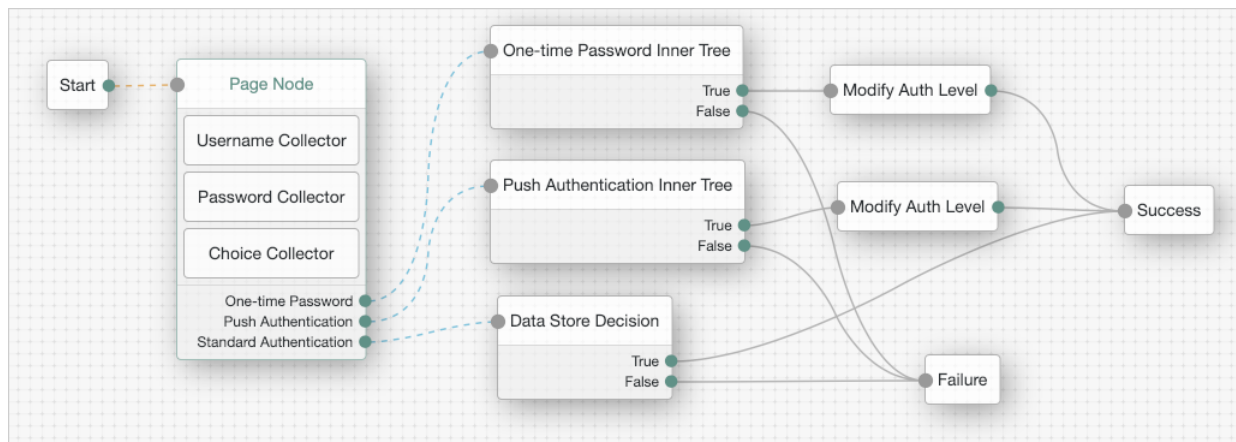 Start
Page Node
Username Collector
Password Collector
Choice Collector
One-time Password
Push Authentication
Standard Authentication
One-time Password Inner Tree
True
False
Push Authentication Inner Tree
True
False
Data Store Decision
True
False
Modify Auth Level
Modify Auth Level
Success
Failure